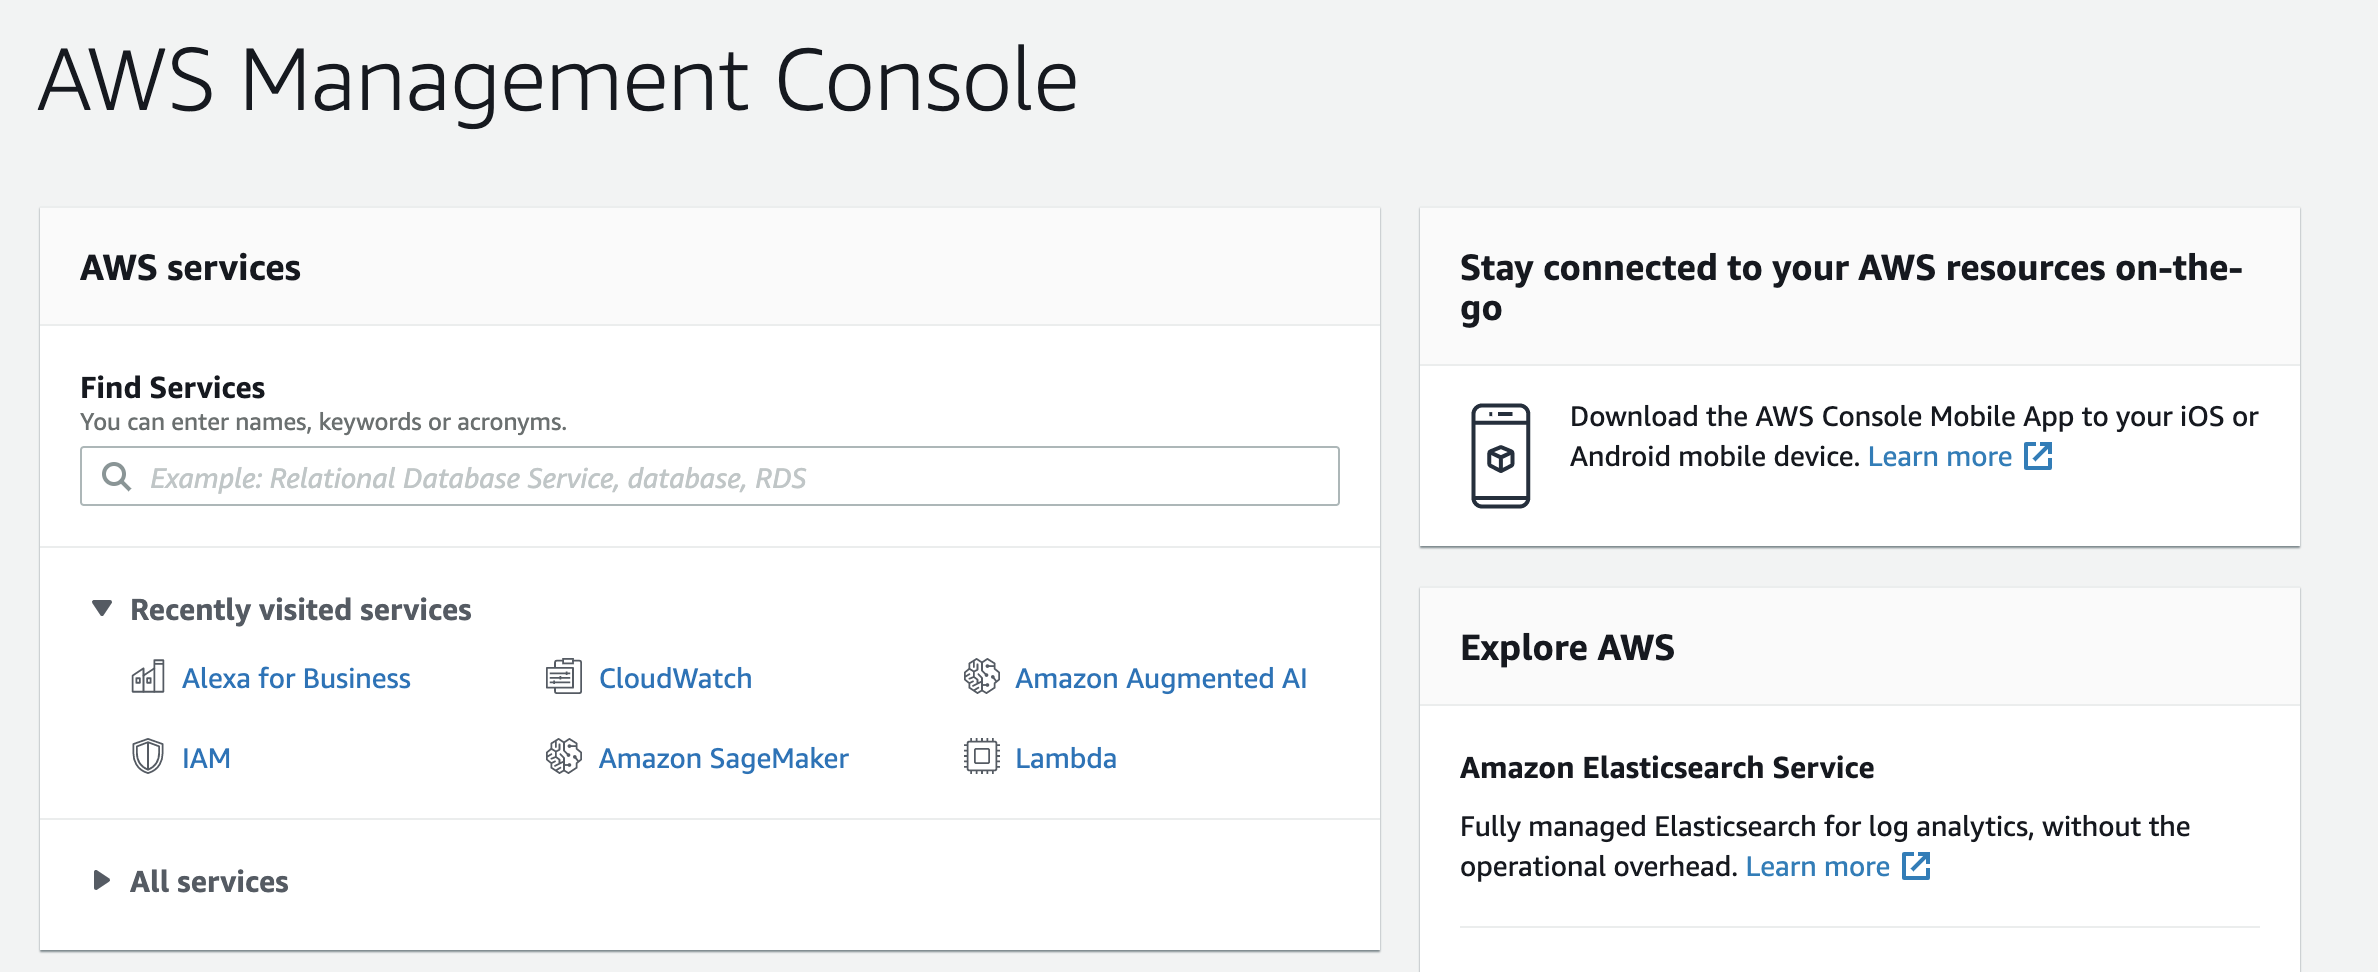 AWS Management Console
AWS services
Find Services
You can enter names, keywords or acronyms.
Example: Relational Database Service, database, RDS
Recently visited services
Alexa for Business
CloudWatch
Amazon Augmented AI
IAM
Amazon SageMaker
Lambda
All services
Stay connected to your AWS resources on-the-
go
Download the AWS Console Mobile App to your iOS or
Android mobile device. Learn more
Explore AWS
Amazon Elasticsearch Service
Fully managed Elasticsearch for log analytics, without the
operational overhead. Learn more